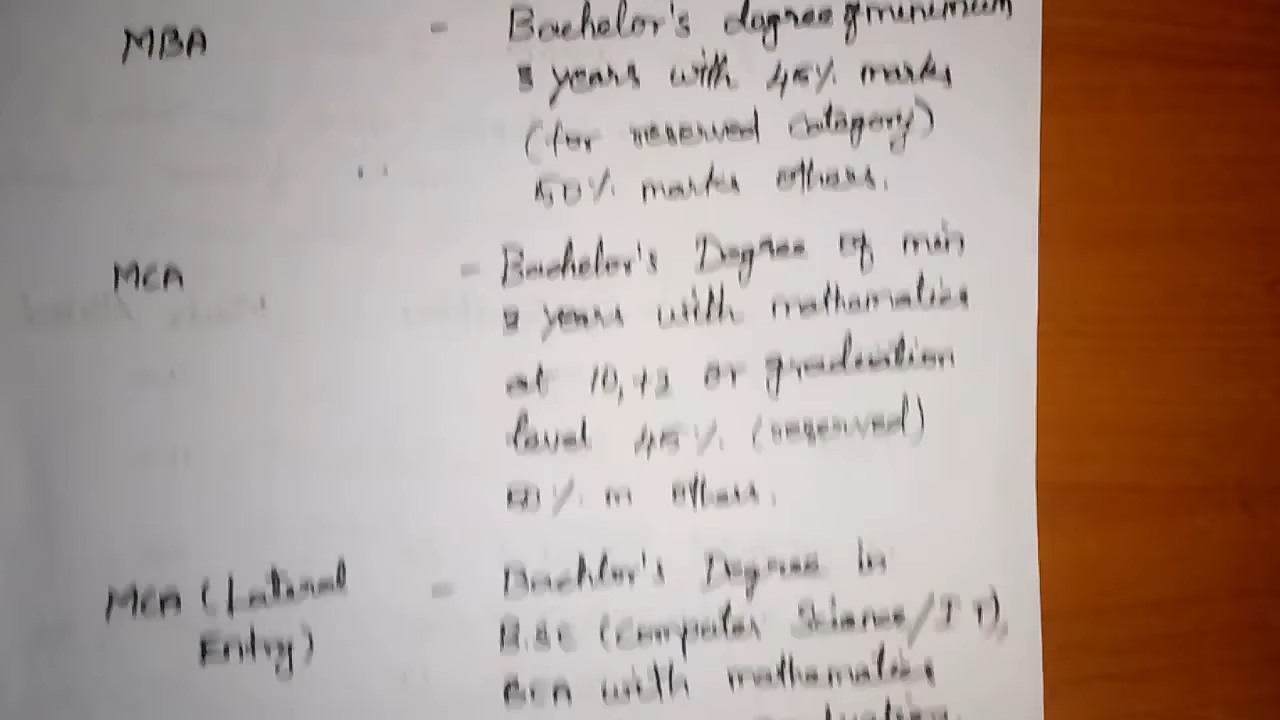 MBA - Bachelor's degree of minimum
3 years with 45% marks
(for reserved Catagory)
50% marks others.
MCA - Bachelor's Degree of min
3 years with mathematics
at 10,+2 or graduation
level 45% (reserved)
50% in others.
MCA (Lateral - Bachlor's Degree in
Entry) B.SC (Computer Science/IT),
BCA with mathematics